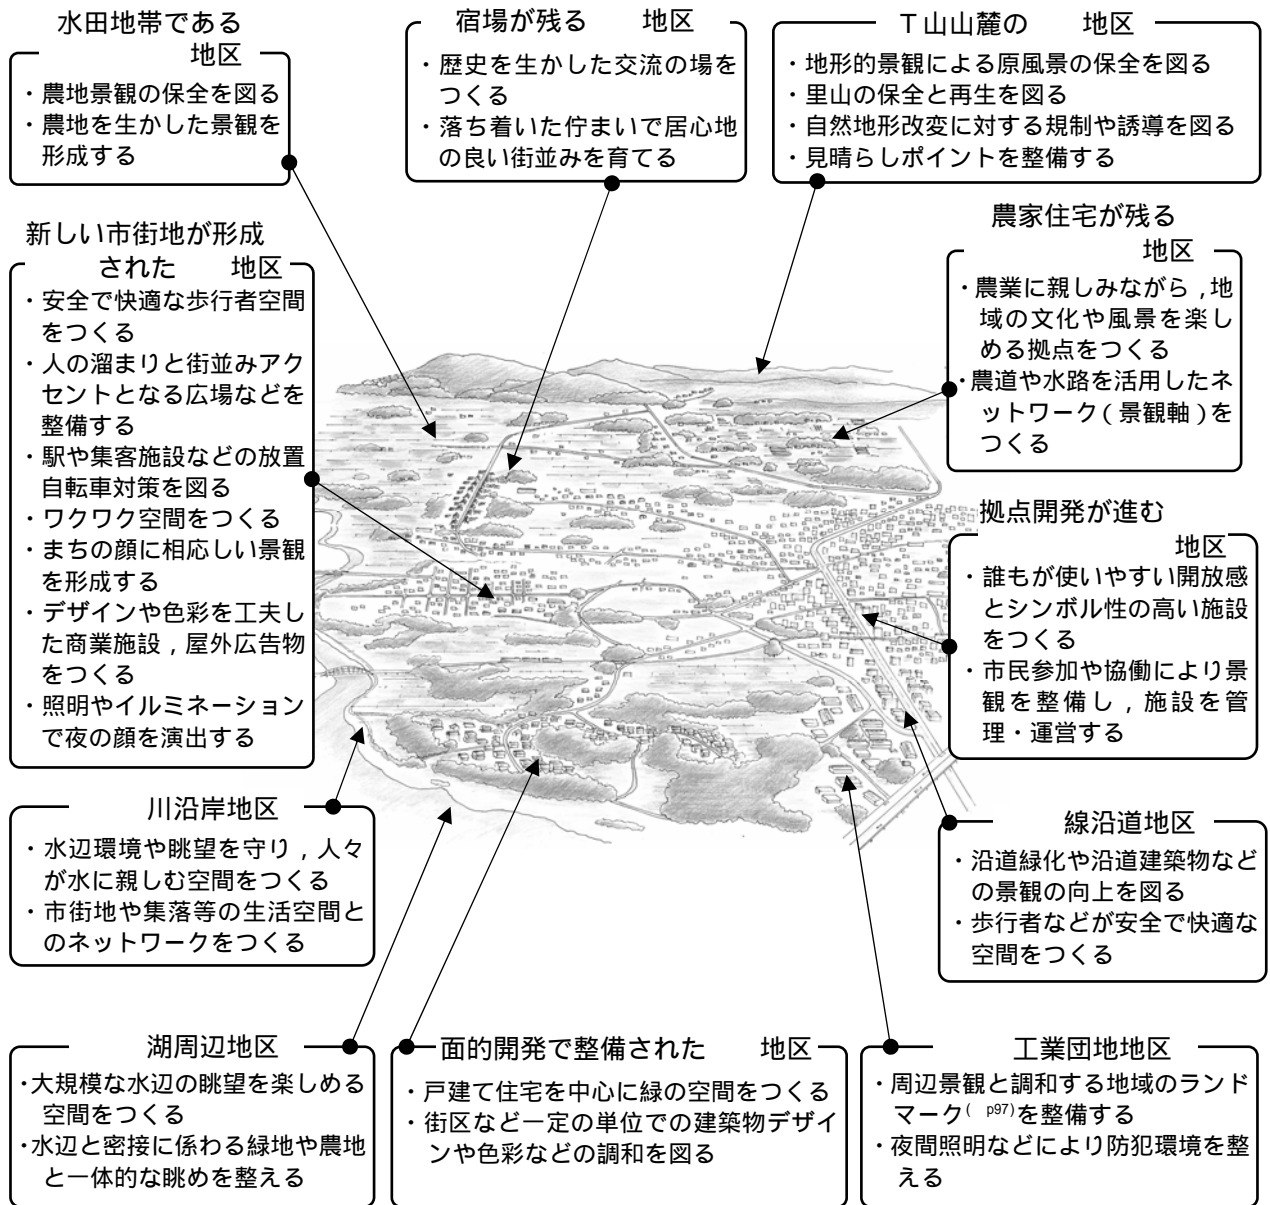 水田地帯である
地区
・農地景観の保全を図る
・農地を生かした景観を
形成する
宿場が残る　　地区
・歴史を生かした交流の場を
つくる
・落ち着いた佇まいで居心地
の良い街並みを育てる
Ｔ山山麓の　　地区
・地形的景観による原風景の保全を図る
・里山の保全と再生を図る
・自然地形改変に対する規制や誘導を図る
・見晴らしポイントを整備する
新しい市街地が形成
された　　地区
・安全で快適な歩行者空間
をつくる
・人の溜まりと街並みアク
セントとなる広場などを
整備する
・駅や集客施設などの放置
自転車対策を図る
・ワクワク空間をつくる
・まちの顔に相応しい景観
を形成する
・デザインや色彩を工夫し
た商業施設，屋外広告物
をつくる
・照明やイルミネーション
で夜の顔を演出する
農家住宅が残る
地区
・農業に親しみながら，地
域の文化や風景を楽し
める拠点をつくる
・農道や水路を活用したネ
ットワーク（景観軸）を
つくる
拠点開発が進む
地区
・誰もが使いやすい開放感
とシンボル性の高い施設
をつくる
・市民参加や協働により景
観を整備し，施設を管
理・運営する
川沿岸地区
・水辺環境や眺望を守り，人々
が水に親しむ空間をつくる
・市街地や集落等の生活空間と
のネットワークをつくる
線沿道地区
・沿道緑化や沿道建築物など
の景観の向上を図る
・歩行者などが安全で快適な
空間をつくる
湖周辺地区
・大規模な水辺の眺望を楽しめる
空間をつくる
・水辺と密接に係わる緑地や農地
と一体的な眺めを整える
面的開発で整備された　　地区
・戸建て住宅を中心に緑の空間をつくる
・街区など一定の単位での建築物デザイ
ンや色彩などの調和を図る
工業団地地区
・周辺景観と調和する地域のランド
マーク(　p97)を整備する
・夜間照明などにより防犯環境を整
える